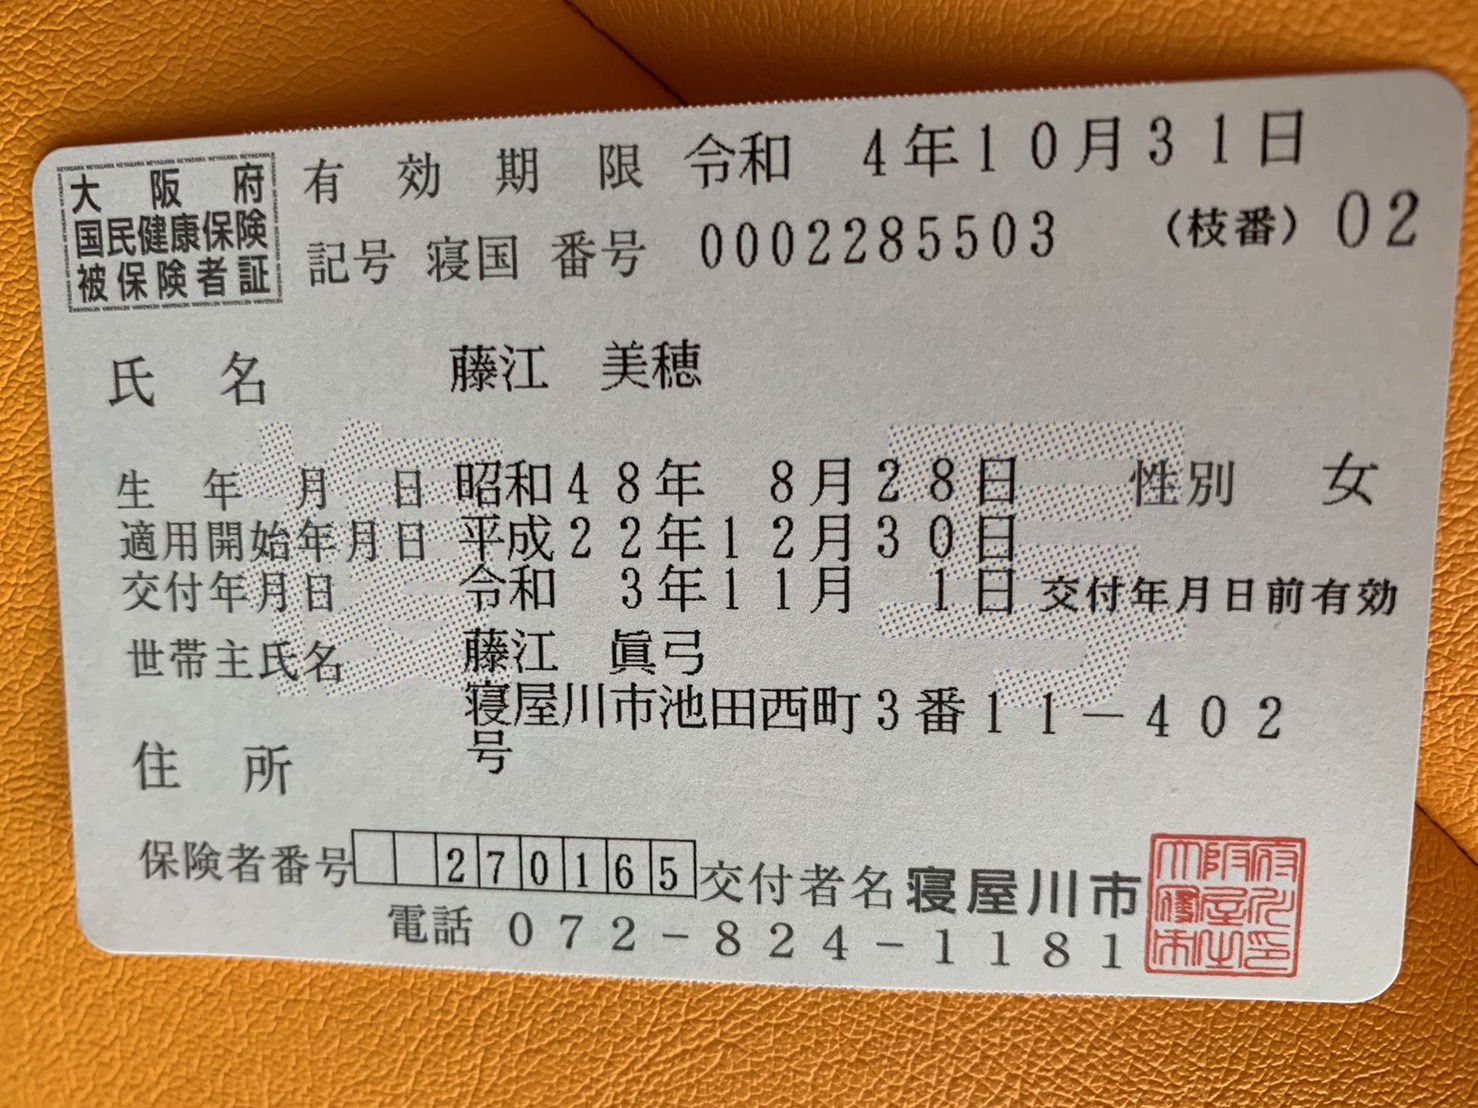 大阪府
国民健康保険
被保険者証
有効期限 令和 4年10月31日
記号 寝国 番号 0002285503 (枝番) 02
氏名 藤江 美穂
生年月日 昭和48年 8月28日 性別 女
適用開始年月日 平成22年12月30日
交付年月日 令和 3年11月 1日 交付年月日前有効
世帯主氏名 藤江 眞弓
寝屋川市池田西町3番11-402
号
住所
保険者番号 270165 交付者名 寝屋川市
電話 072-824-1181